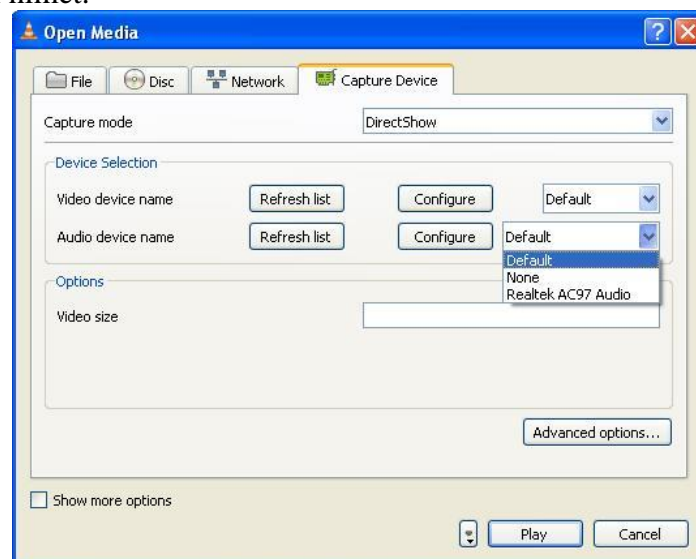 Open Media
File Disc Network Capture Device
Capture mode DirectShow
Device Selection
Video device name Refresh list Configure Default
Audio device name Refresh list Configure Default
Default
None
Realtek AC97 Audio
Options
Video size
Advanced options...
Show more options
Play Cancel